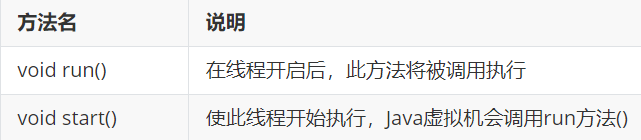 方法名 说明
void run() 在线程开启后，此方法将被调用执行
void start() 使此线程开始执行，Java虚拟机会调用run方法()